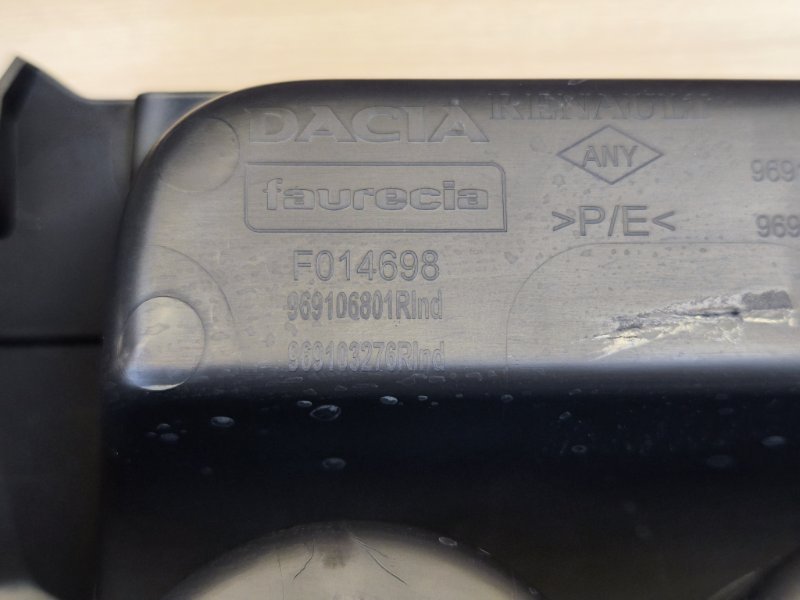 DACIA
RENAULT
faurecia
ANY
>P/E<
F014698
969106801RInd
969103276RInd